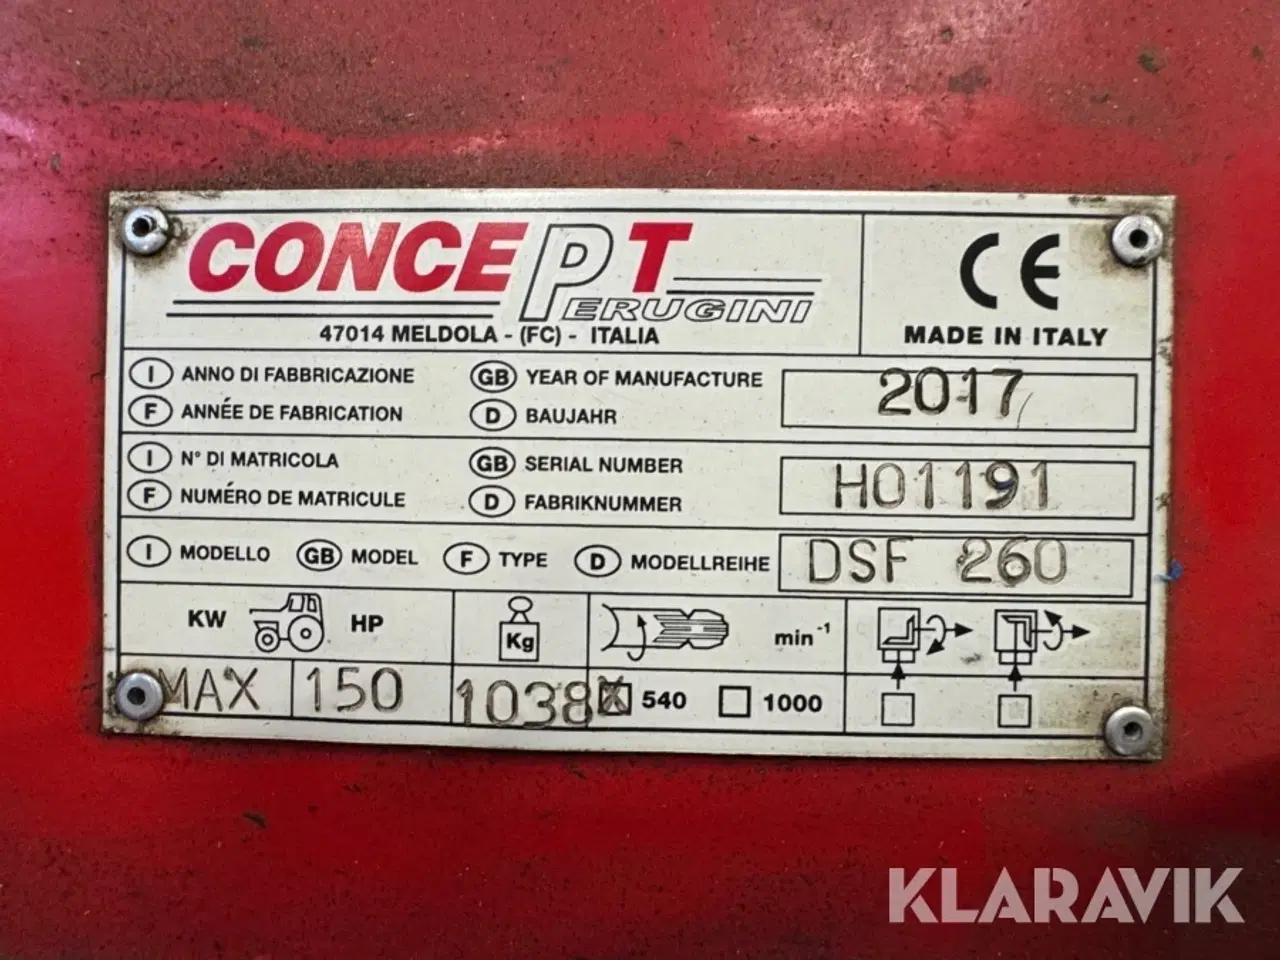 CONCEPT
PERUGINI
47014 MELDOLA - (FC) - ITALIA
CE
MADE IN ITALY
I ANNO DI FABBRICAZIONE GB YEAR OF MANUFACTURE 2017
F ANNÉE DE FABRICATION D BAUJAHR
I N° DI MATRICOLA GB SERIAL NUMBER H01191
F NUMÉRO DE MATRICULE D FABRIKNUMMER
I MODELLO GB MODEL F TYPE D MODELLREIHE DSF 260
KW HP Kg min⁻¹
MAX 150 1038 X 540 1000
KLARAVIK